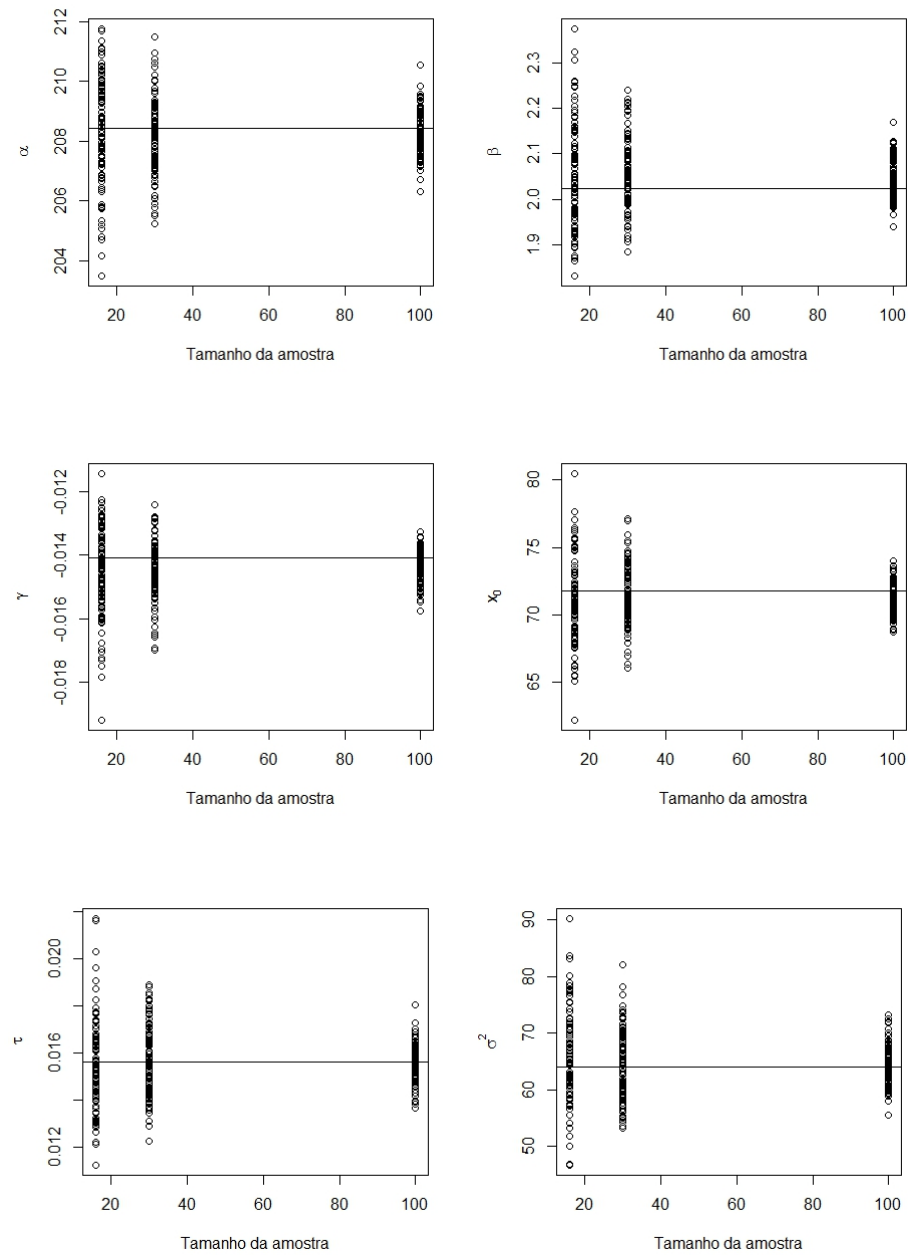 212
210
208
206
204
α
20 40 60 80 100
Tamanho da amostra
2.3
2.2
2.1
2.0
1.9
β
20 40 60 80 100
Tamanho da amostra
-0.012
-0.014
-0.016
-0.018
γ
20 40 60 80 100
Tamanho da amostra
80
75
70
65
x₀
20 40 60 80 100
Tamanho da amostra
0.020
0.016
0.012
τ
20 40 60 80 100
Tamanho da amostra
90
80
70
60
50
σ²
20 40 60 80 100
Tamanho da amostra